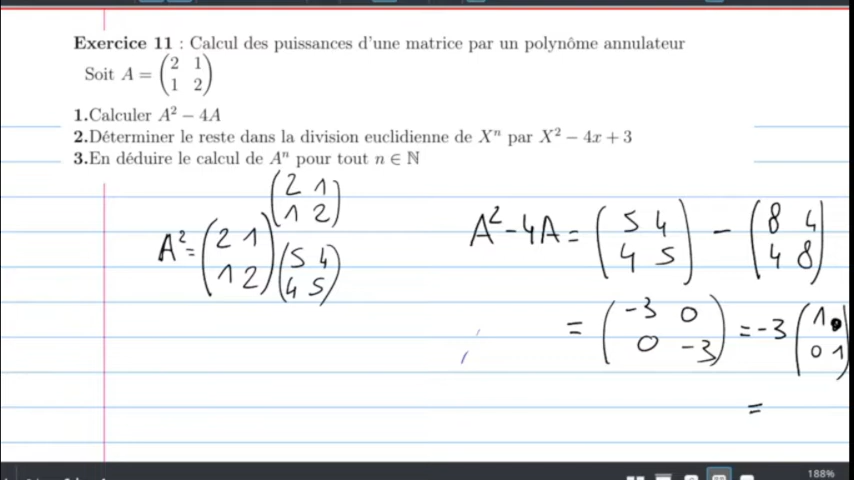 Exercice 11 : Calcul des puissances d'une matrice par un polynôme annulateur
Soit A = (2 1
1 2)
1.Calculer A² − 4A
2.Déterminer le reste dans la division euclidienne de Xⁿ par X² − 4x + 3
3.En déduire le calcul de Aⁿ pour tout n ∈ ℕ
(2 1
1 2)
A² = (2 1
1 2) (5 4
4 5)
A² - 4A = (5 4
4 5) - (8 4
4 8)
= (-3 0
0 -3) = -3 (1 0
0 1)
=
188%